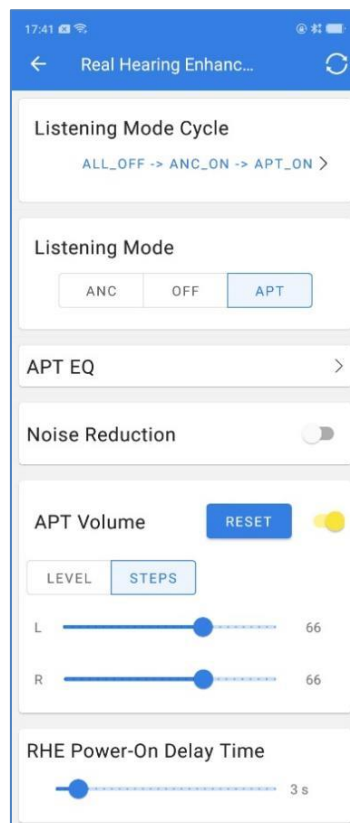 17:41
Real Hearing Enhanc...
Listening Mode Cycle
ALL_OFF -> ANC_ON -> APT_ON >
Listening Mode
ANC OFF APT
APT EQ >
Noise Reduction
APT Volume RESET
LEVEL STEPS
L 66
R 66
RHE Power-On Delay Time
3 s